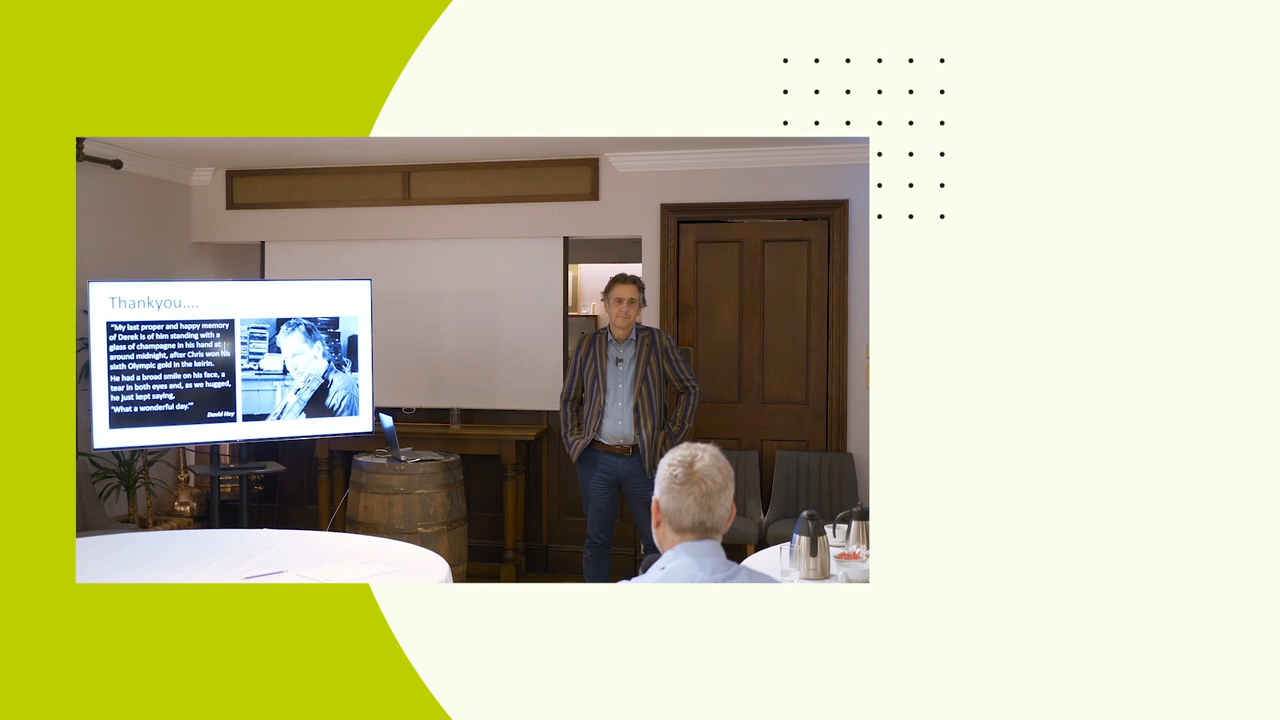 Thankyou....
"My last proper and happy memory
of Derek is of him standing with a
glass of champagne in his hand at
around midnight, after Chris won his
sixth Olympic gold in the keirin.
He had a broad smile on his face, a
tear in both eyes and, as we hugged,
he just kept saying,
'What a wonderful day.'"
David Hoy